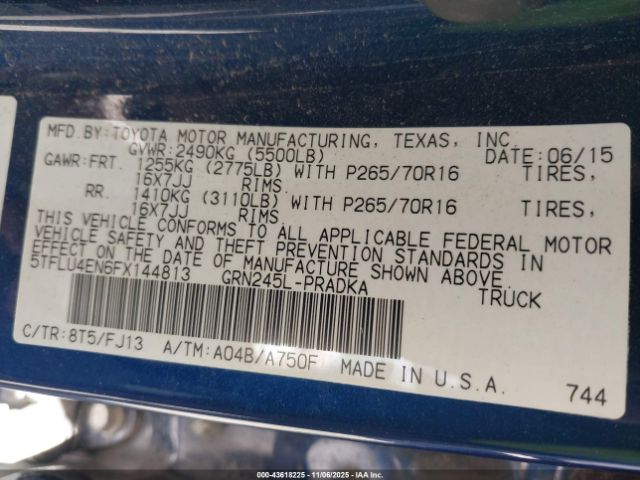 MFD.BY:TOYOTA MOTOR MANUFACTURING, TEXAS, INC.
GVWR:2490KG (5500LB) DATE:06/15
GAWR:FRT. 1255KG (2775LB) WITH P265/70R16 TIRES,
16X7JJ RIMS.
RR. 1410KG (3110LB) WITH P265/70R16 TIRES,
16X7JJ RIMS.
THIS VEHICLE CONFORMS TO ALL APPLICABLE FEDERAL MOTOR
VEHICLE SAFETY AND THEFT PREVENTION STANDARDS IN
EFFECT ON THE DATE OF MANUFACTURE SHOWN ABOVE.
5TFLU4EN6FX144813 GRN245L-PRADKA TRUCK
C/TR:8T5/FJ13 A/TM:A04B/A750F MADE IN U.S.A.
744
000-43618225 - 11/06/2025 - IAA Inc.